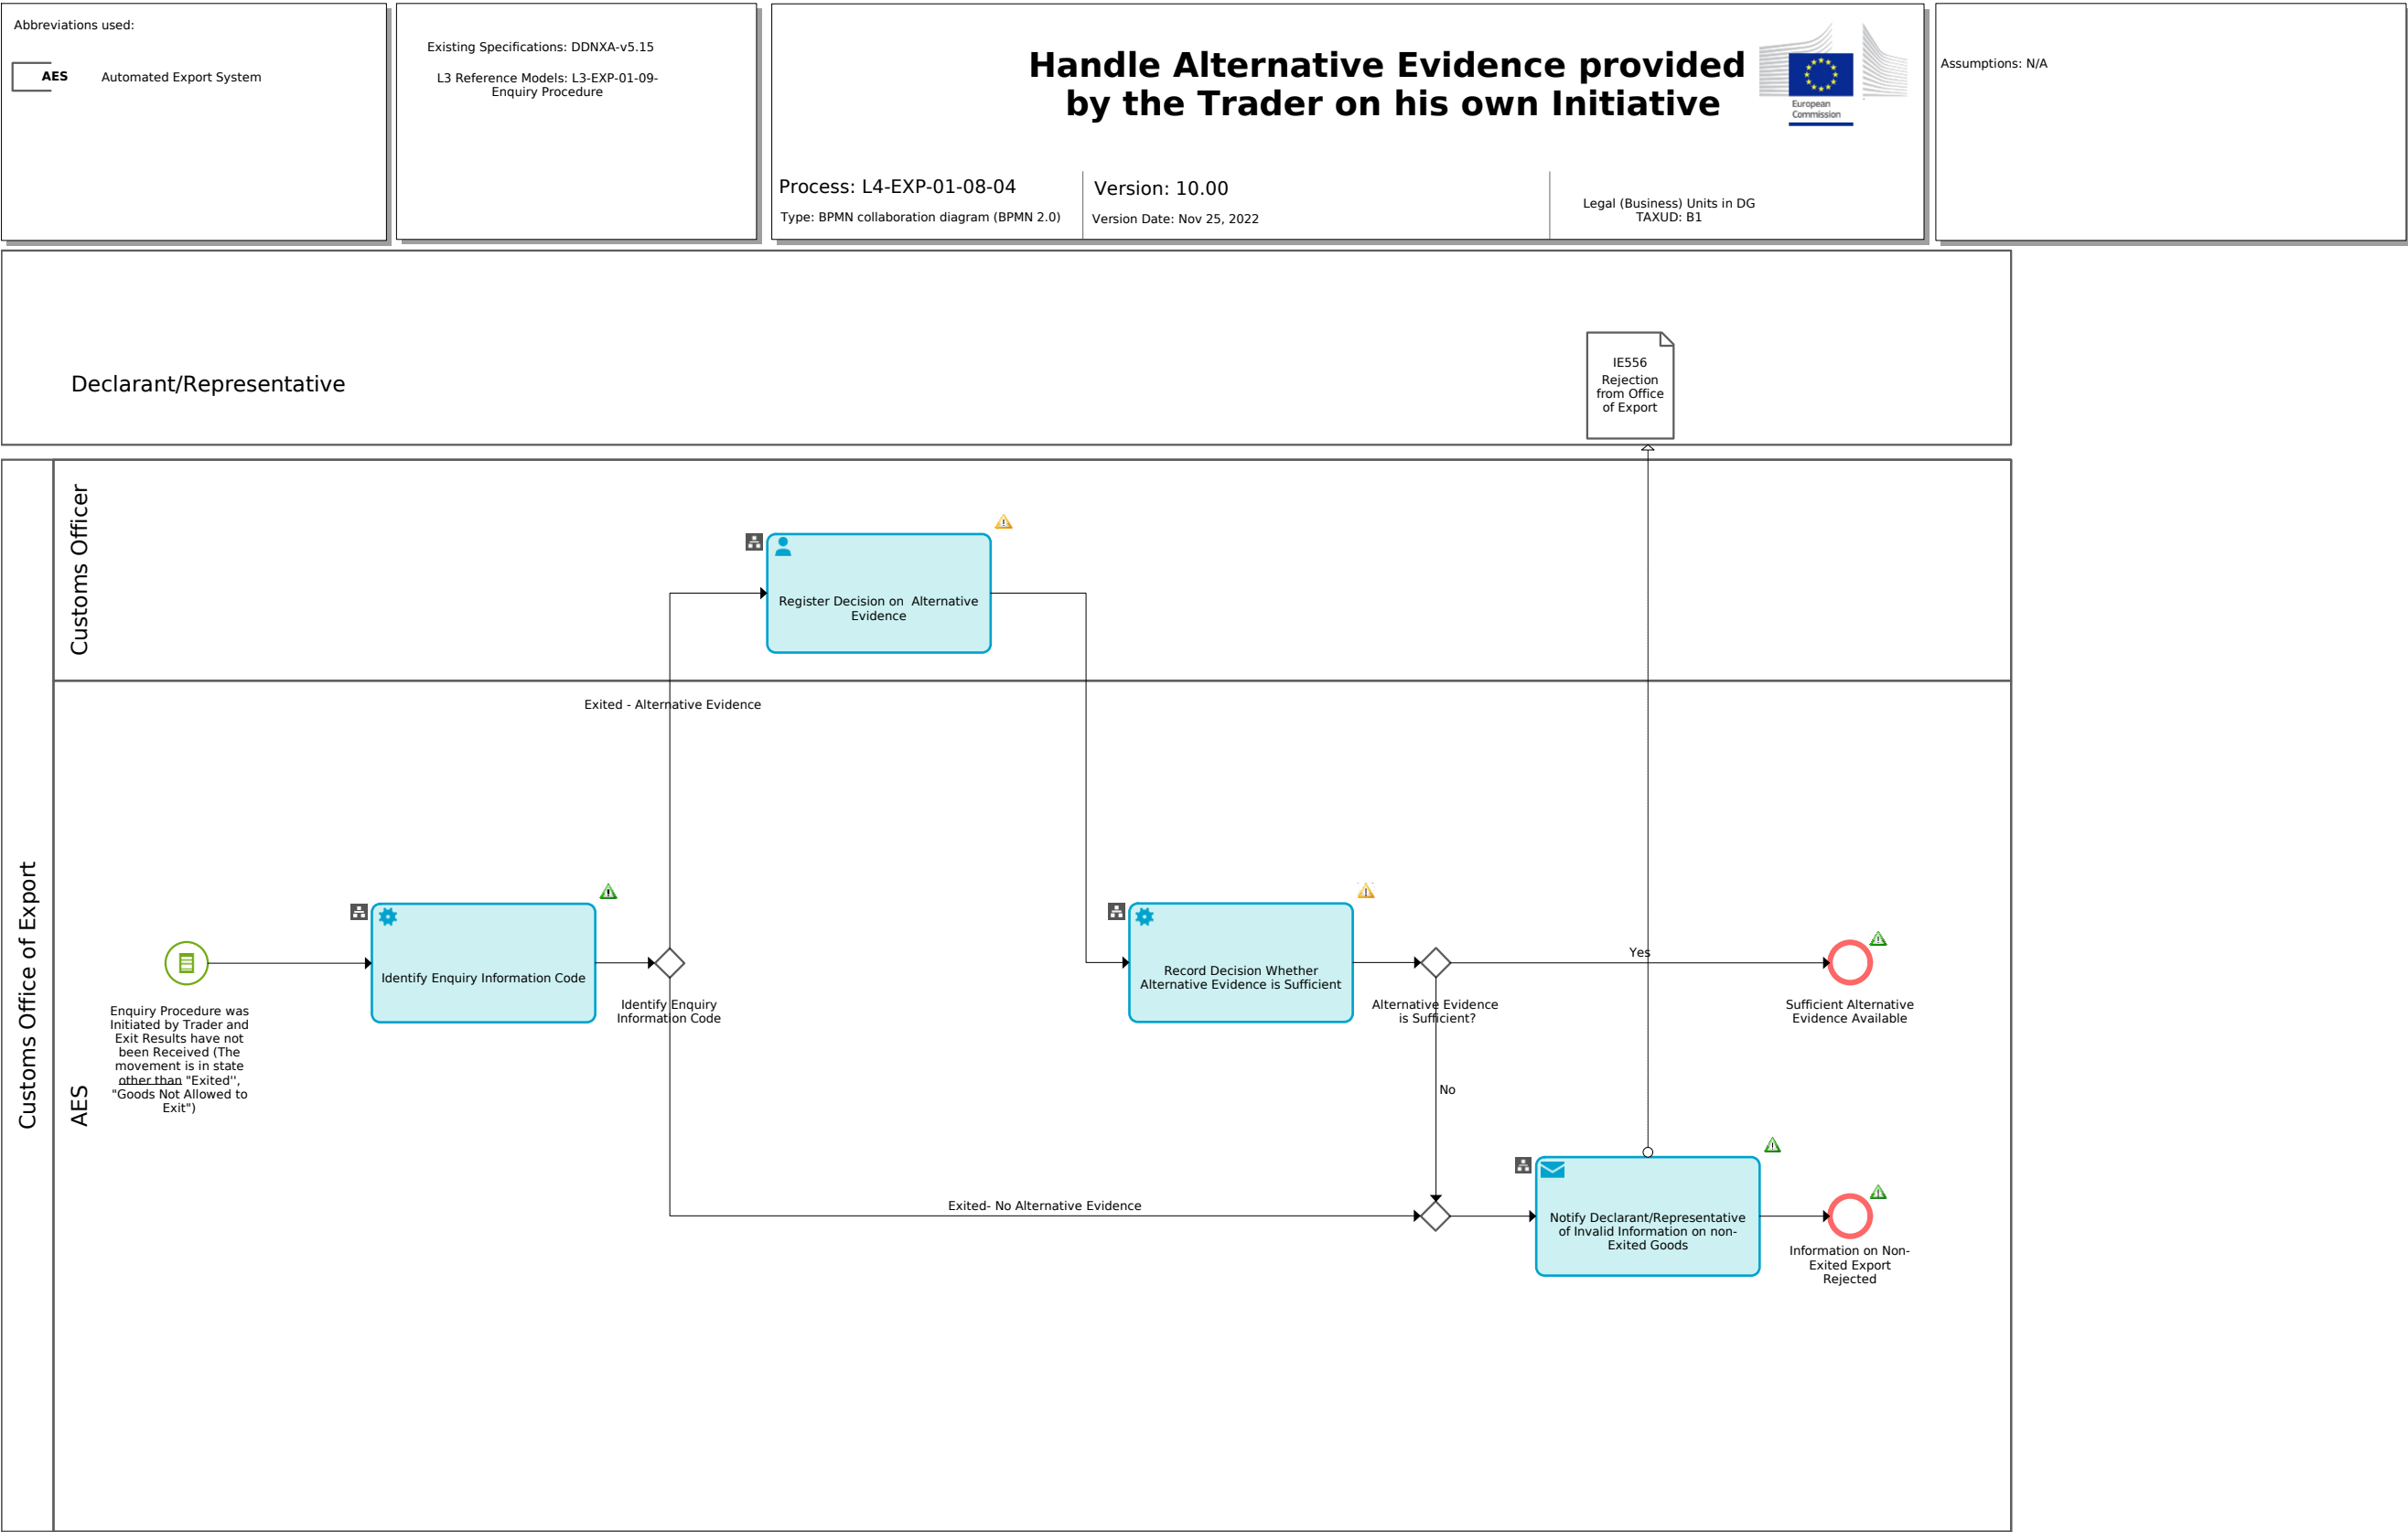 Abbreviations used:
AES
Automated Export System
Existing Specifications: DDNXA-v5.15
L3 Reference Models: L3-EXP-01-09-
Enquiry Procedure
Handle Alternative Evidence provided
by the Trader on his own Initiative
European
Commission
Process: L4-EXP-01-08-04
Type: BPMN collaboration diagram (BPMN 2.0)
Version: 10.00
Version Date: Nov 25, 2022
Legal (Business) Units in DG
TAXUD: B1
Assumptions: N/A
Declarant/Representative
IE556
Rejection
from Office
of Export
Customs Office of Export
Customs Officer
Register Decision on  Alternative
Evidence
AES
Exited - Alternative Evidence
Enquiry Procedure was
Initiated by Trader and
Exit Results have not
been Received (The
movement is in state
other than "Exited'',
"Goods Not Allowed to
Exit")
Identify Enquiry Information Code
Identify Enquiry
Information Code
Record Decision Whether
Alternative Evidence is Sufficient
Alternative Evidence
is Sufficient?
Yes
Sufficient Alternative
Evidence Available
No
Exited- No Alternative Evidence
Notify Declarant/Representative
of Invalid Information on non-
Exited Goods
Information on Non-
Exited Export
Rejected